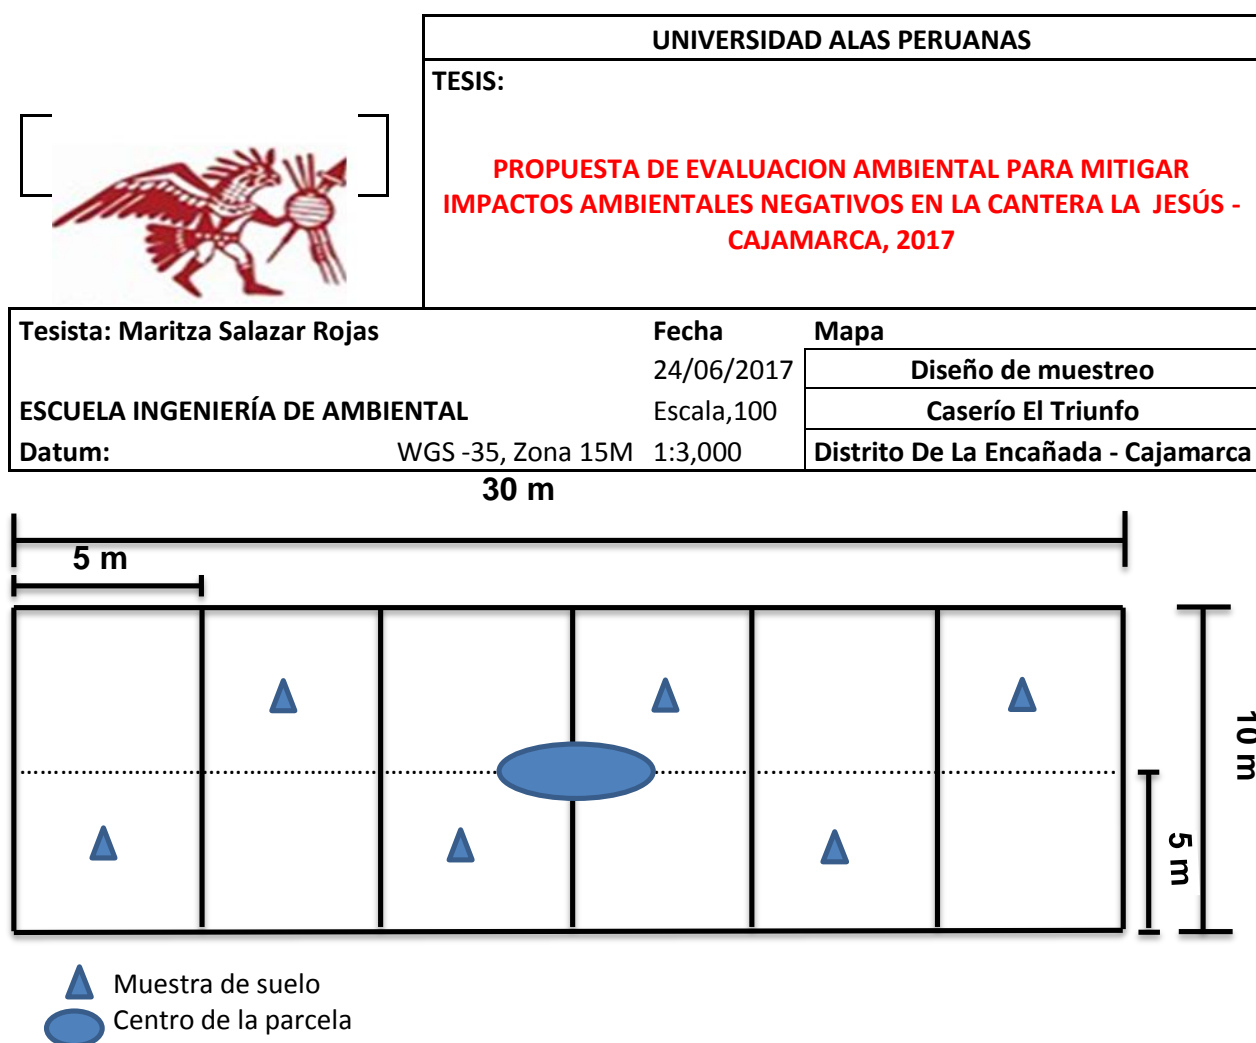 UNIVERSIDAD ALAS PERUANAS
TESIS:
PROPUESTA DE EVALUACION AMBIENTAL PARA MITIGAR
IMPACTOS AMBIENTALES NEGATIVOS EN LA CANTERA LA JESÚS -
CAJAMARCA, 2017
Tesista: Maritza Salazar Rojas
Fecha
Mapa
24/06/2017
Diseño de muestreo
ESCUELA INGENIERÍA DE AMBIENTAL
Escala,100
Caserío El Triunfo
Datum:
WGS -35, Zona 15M
1:3,000
Distrito De La Encañada - Cajamarca
30 m
5 m
10 m
5 m
Muestra de suelo
Centro de la parcela